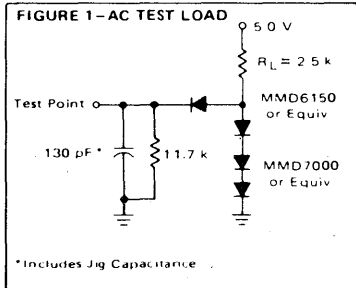 FIGURE 1-AC TEST LOAD
5 0 V
RL = 2 5 k
Test Point
MMD6150
or Equiv
130 pF*
11.7 k
MMD7000
or Equiv
*Includes Jig Capacitance